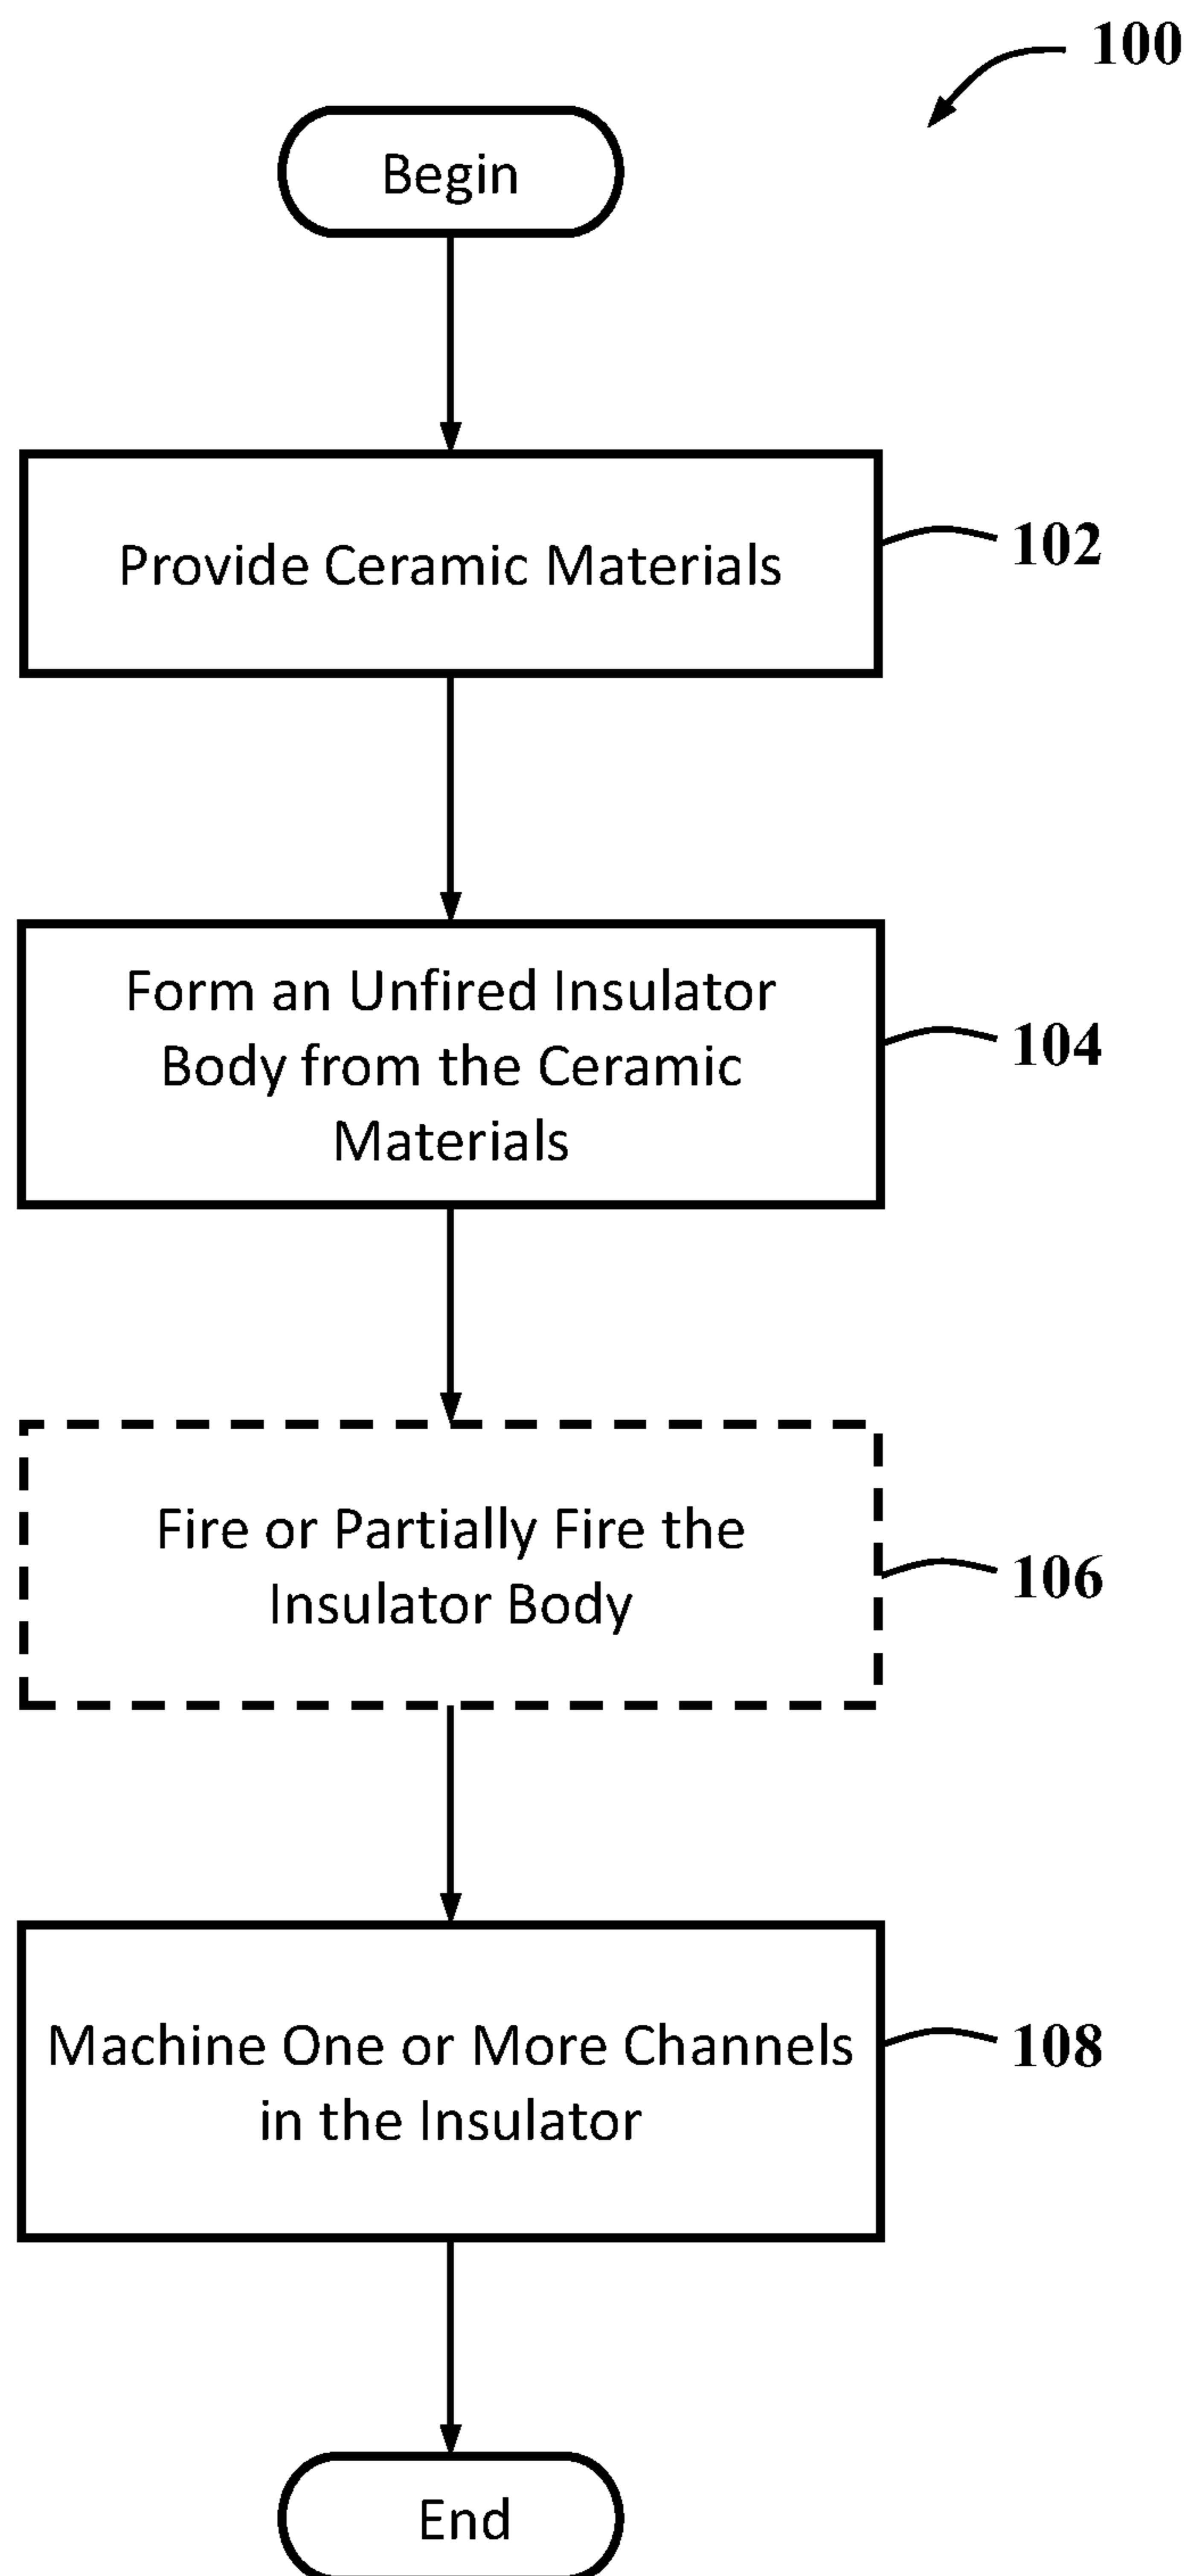 100
Begin
Provide Ceramic Materials
102
Form an Unfired Insulator
Body from the Ceramic
Materials
104
Fire or Partially Fire the
Insulator Body
106
Machine One or More Channels
in the Insulator
108
End